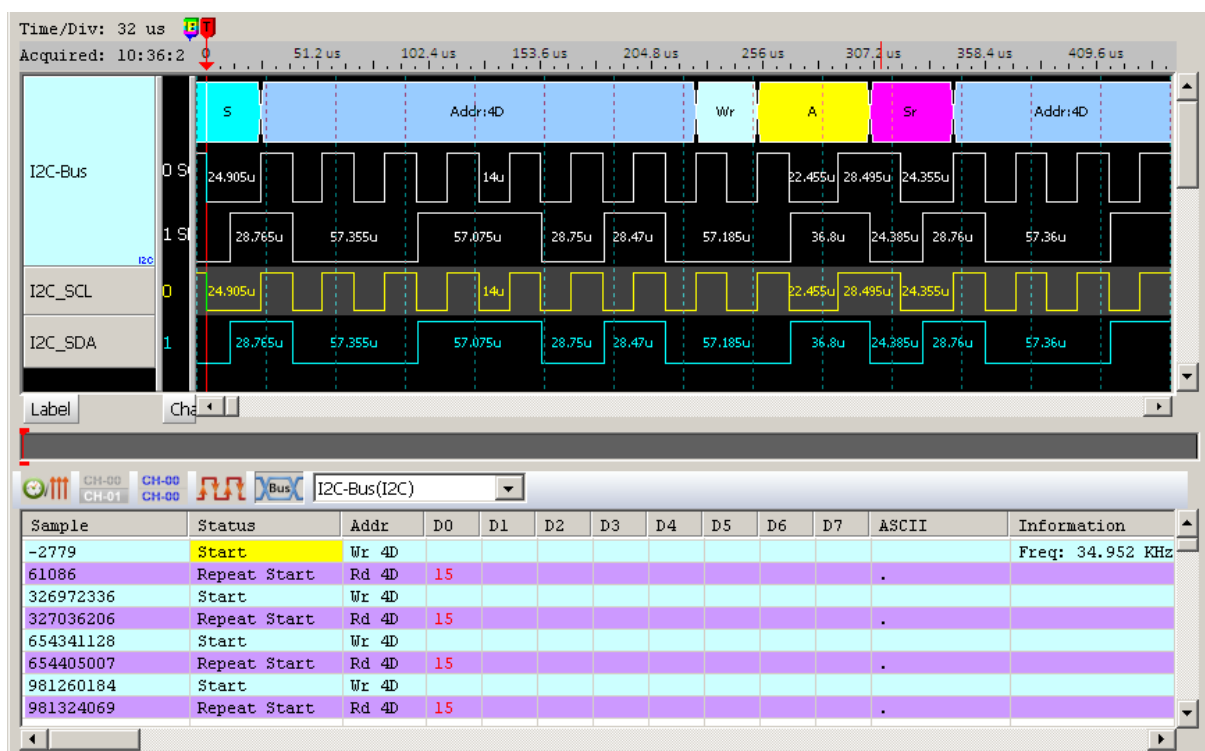 Time/Div: 32 us
Acquired: 10:36:2 0 51.2 us 102.4 us 153.6 us 204.8 us 256 us 307.2 us 358.4 us 409.6 us
S Addr:4D Wr A Sr Addr:4D
I2C-Bus 0 S 24.905u 14u 22.455u 28.495u 24.355u
1 S 28.765u 57.355u 57.075u 28.75u 28.47u 57.185u 36.8u 24.385u 28.76u 57.36u
I2C
I2C_SCL 0 24.905u 14u 22.455u 28.495u 24.355u
I2C_SDA 1 28.765u 57.355u 57.075u 28.75u 28.47u 57.185u 36.8u 24.385u 28.76u 57.36u
Label Cha
CH-00 CH-01 CH-00 CH-00 Bus I2C-Bus(I2C)
Sample Status Addr D0 D1 D2 D3 D4 D5 D6 D7 ASCII Information
-2779 Start Wr 4D Freq: 34.952 KHz
61086 Repeat Start Rd 4D 15 .
326972336 Start Wr 4D
327036206 Repeat Start Rd 4D 15 .
654341128 Start Wr 4D
654405007 Repeat Start Rd 4D 15 .
981260184 Start Wr 4D
981324069 Repeat Start Rd 4D 15 .